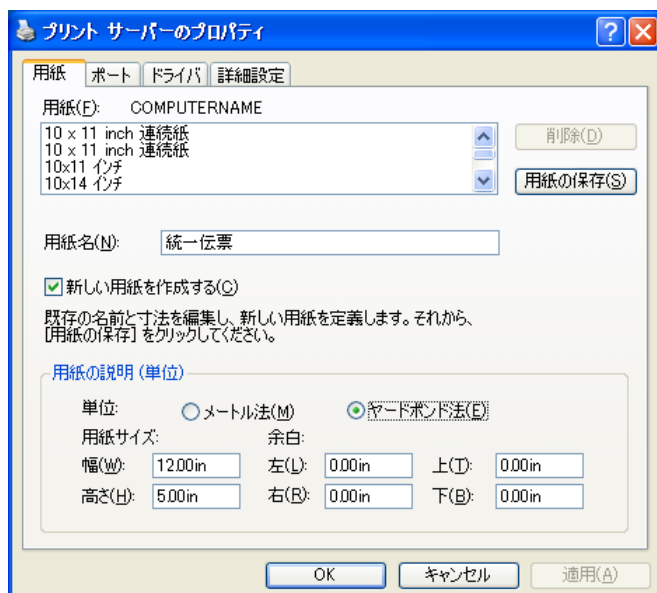 プリント サーバーのプロパティ
用紙 ポート ドライバ 詳細設定
用紙(F): COMPUTERNAME
10 x 11 inch 連続紙
10 x 11 inch 連続紙
10x11 インチ
10x14 インチ
削除(D)
用紙の保存(S)
用紙名(N): 統一伝票
新しい用紙を作成する(C)
既存の名前と寸法を編集し、新しい用紙を定義します。それから、
[用紙の保存] をクリックしてください。
用紙の説明 (単位)
単位: メートル法(M) ヤードポンド法(E)
用紙サイズ: 余白:
幅(W): 12.00in 左(L): 0.00in 上(T): 0.00in
高さ(H): 5.00in 右(R): 0.00in 下(B): 0.00in
OK キャンセル 適用(A)